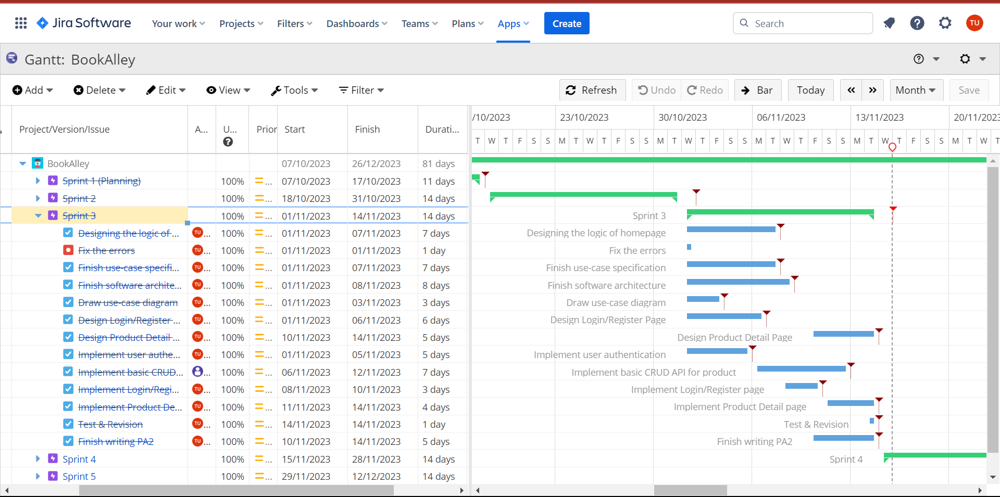 Jira Software Your work Projects Filters Dashboards Teams Plans Apps Create Search TU
Gantt: BookAlley
Add Delete Edit View Tools Filter Refresh Undo Redo Bar Today « » Month Save
Project/Version/Issue A... U... Prior Start Finish Durati...
/10/2023 23/10/2023 30/10/2023 06/11/2023 13/11/2023 20/11/2023
T W T F S S M T W T F S S M T W T F S S M T W T F S S M T W T F S S M T W T
BookAlley 07/10/2023 26/12/2023 81 days
Sprint 1 (Planning) 100% ... 07/10/2023 17/10/2023 11 days
Sprint 2 100% ... 18/10/2023 31/10/2023 14 days
Sprint 3 100% ... 01/11/2023 14/11/2023 14 days Sprint 3
Designing the logic of ... TU ... 100% ... 01/11/2023 07/11/2023 7 days Designing the logic of homepage
Fix the errors TU ... 100% ... 01/11/2023 01/11/2023 1 day Fix the errors
Finish use-case specifi... TU ... 100% ... 01/11/2023 07/11/2023 7 days Finish use-case specification
Finish software archite... TU ... 100% ... 01/11/2023 08/11/2023 8 days Finish software architecture
Draw use-case diagram TU ... 100% ... 01/11/2023 03/11/2023 3 days Draw use-case diagram
Design Login/Register ... TU ... 100% ... 01/11/2023 06/11/2023 6 days Design Login/Register Page
Design Product Detail ... TU ... 100% ... 10/11/2023 14/11/2023 5 days Design Product Detail Page
Implement user authe... TU ... 100% ... 01/11/2023 05/11/2023 5 days Implement user authentication
Implement basic CRUD... ... 100% ... 06/11/2023 12/11/2023 7 days Implement basic CRUD API for product
Implement Login/Regi... TU ... 100% ... 08/11/2023 10/11/2023 3 days Implement Login/Register page
Implement Product De... TU ... 100% ... 11/11/2023 14/11/2023 4 days Implement Product Detail page
Test & Revision TU ... 100% ... 14/11/2023 14/11/2023 1 day Test & Revision
Finish writing PA2 TU ... 100% ... 10/11/2023 14/11/2023 5 days Finish writing PA2
Sprint 4 100% ... 15/11/2023 28/11/2023 14 days Sprint 4
Sprint 5 100% ... 29/11/2023 12/12/2023 14 days